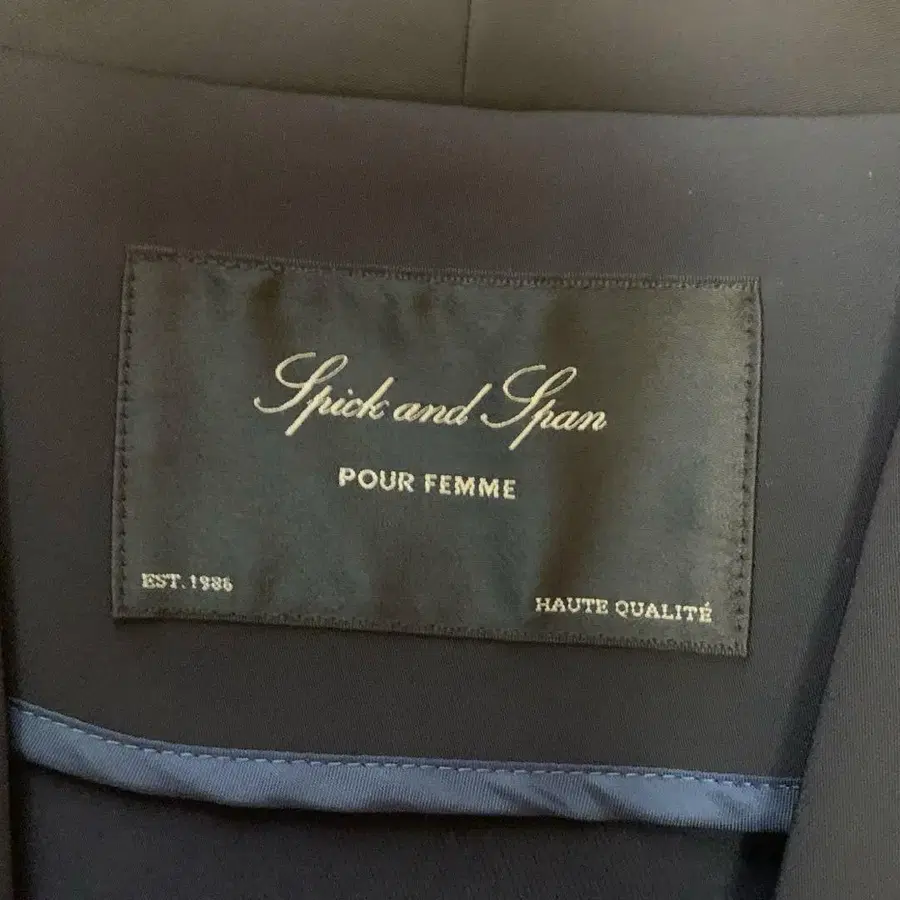 Spick and Span
POUR FEMME
EST. 1986
HAUTE QUALITÉ